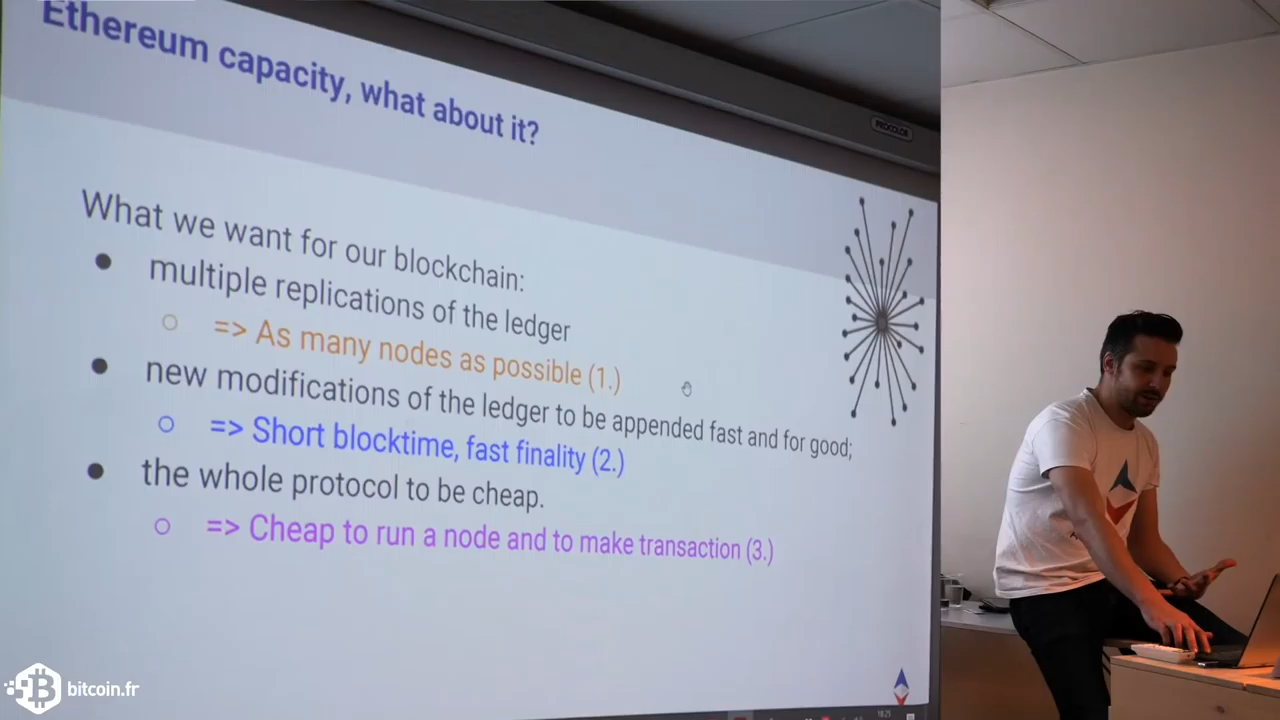 Ethereum capacity, what about it?
PROCOLOR
What we want for our blockchain:
multiple replications of the ledger
=> As many nodes as possible (1.)
new modifications of the ledger to be appended fast and for good;
=> Short blocktime, fast finality (2.)
the whole protocol to be cheap.
=> Cheap to run a node and to make transaction (3.)
bitcoin.fr